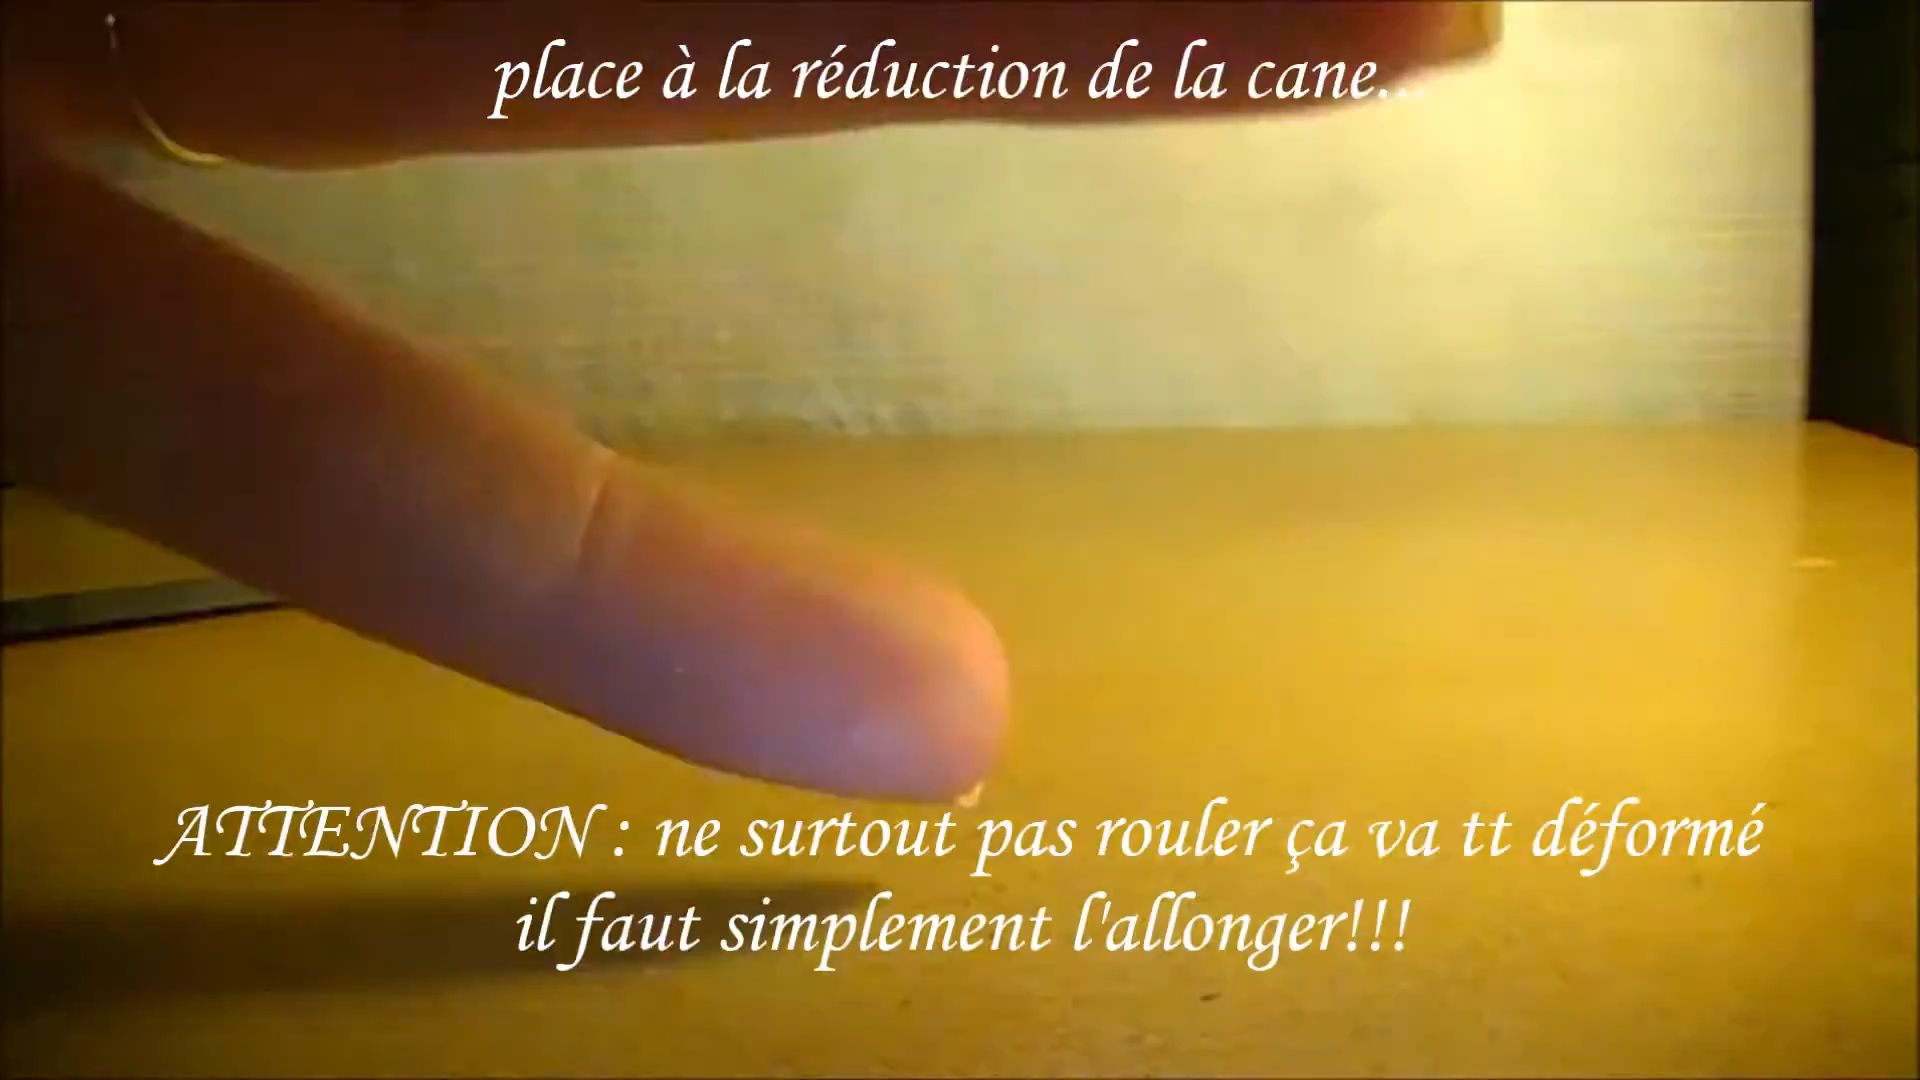 place à la réduction de la cane...
ATTENTION : ne surtout pas rouler ça va tt déformé
il faut simplement l'allonger!!!